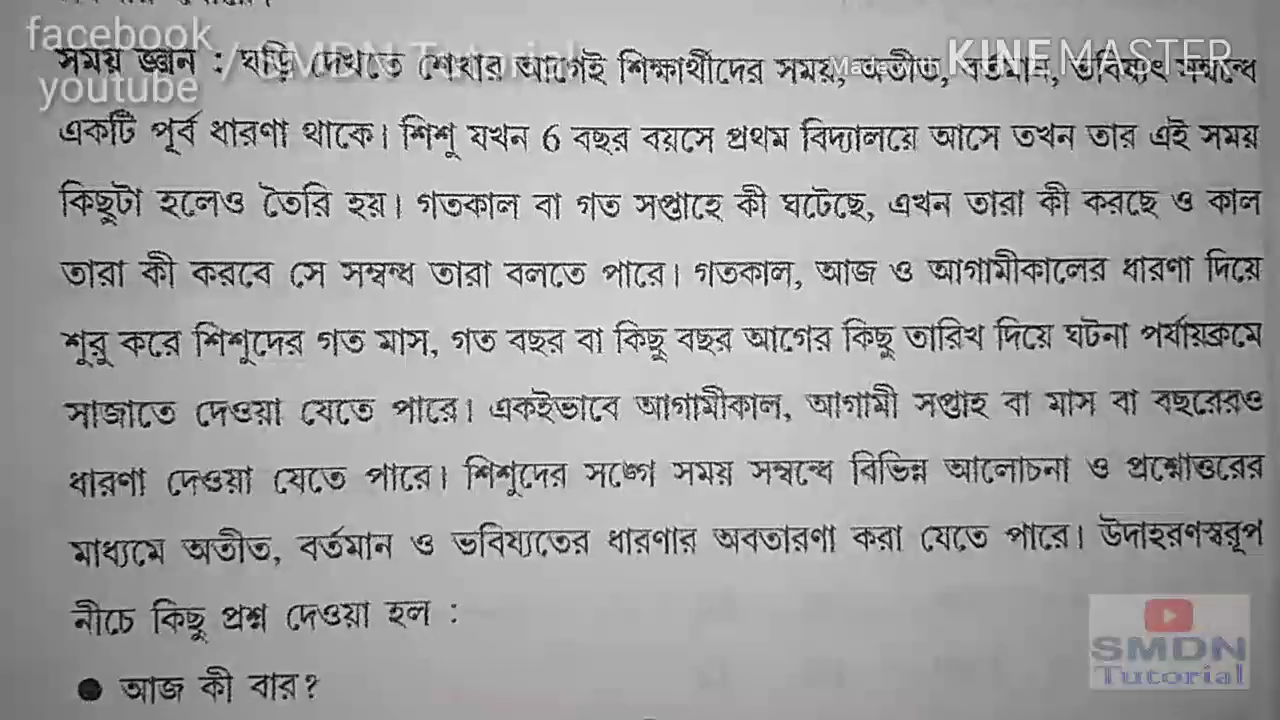 facebook
youtube / SMDN Tutorial
Made with KINEMASTER
সময় জ্ঞান : ঘড়ি দেখতে শেখার আগেই শিক্ষার্থীদের সময়, অতীত, বর্তমান, ভবিষ্যৎ সম্বন্ধে
একটি পূর্ব ধারণা থাকে। শিশু যখন 6 বছর বয়সে প্রথম বিদ্যালয়ে আসে তখন তার এই সময়
কিছুটা হলেও তৈরি হয়। গতকাল বা গত সপ্তাহে কী ঘটেছে, এখন তারা কী করছে ও কাল
তারা কী করবে সে সম্বন্ধ তারা বলতে পারে। গতকাল, আজ ও আগামীকালের ধারণা দিয়ে
শুরু করে শিশুদের গত মাস, গত বছর বা কিছু বছর আগের কিছু তারিখ দিয়ে ঘটনা পর্যায়ক্রমে
সাজাতে দেওয়া যেতে পারে। একইভাবে আগামীকাল, আগামী সপ্তাহ বা মাস বা বছরেরও
ধারণা দেওয়া যেতে পারে। শিশুদের সঙ্গে সময় সম্বন্ধে বিভিন্ন আলোচনা ও প্রশ্নোত্তরের
মাধ্যমে অতীত, বর্তমান ও ভবিষ্যতের ধারণার অবতারণা করা যেতে পারে। উদাহরণস্বরূপ
নীচে কিছু প্রশ্ন দেওয়া হল :
● আজ কী বার?
SMDN
Tutorial